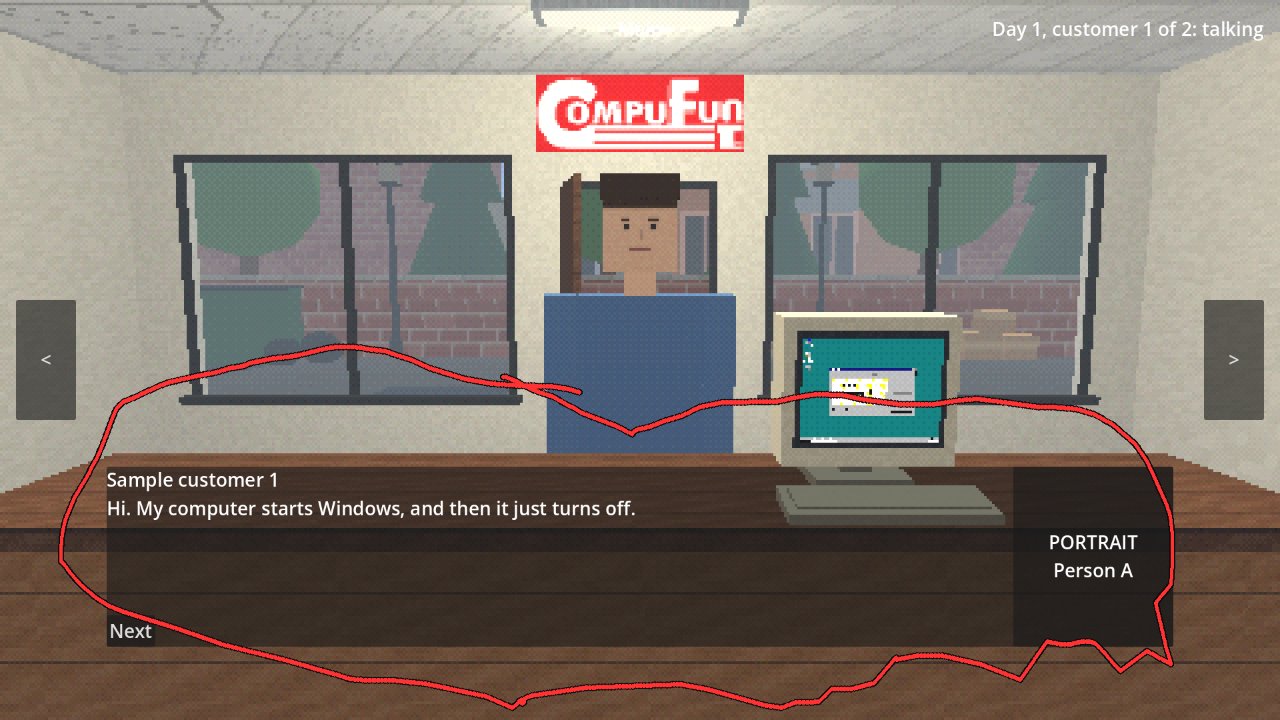 Day 1, customer 1 of 2: talking
COMPUFUN
<
>
Sample customer 1
Hi. My computer starts Windows, and then it just turns off.
PORTRAIT
Person A
Next